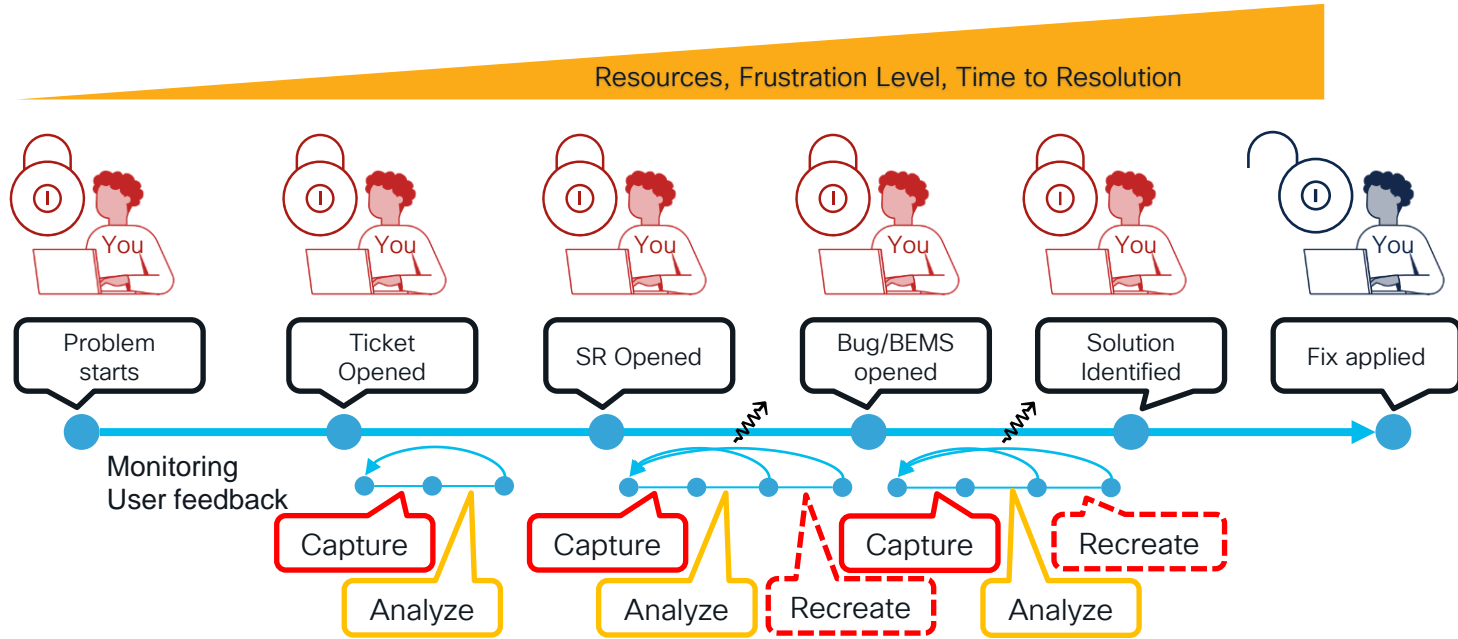 Resources, Frustration Level, Time to Resolution
You
You
You
You
You
You
Problem
starts
Ticket
Opened
SR Opened
Bug/BEMS
opened
Solution
Identified
Fix applied
Monitoring
User feedback
Capture
Analyze
Capture
Analyze
Recreate
Capture
Analyze
Recreate